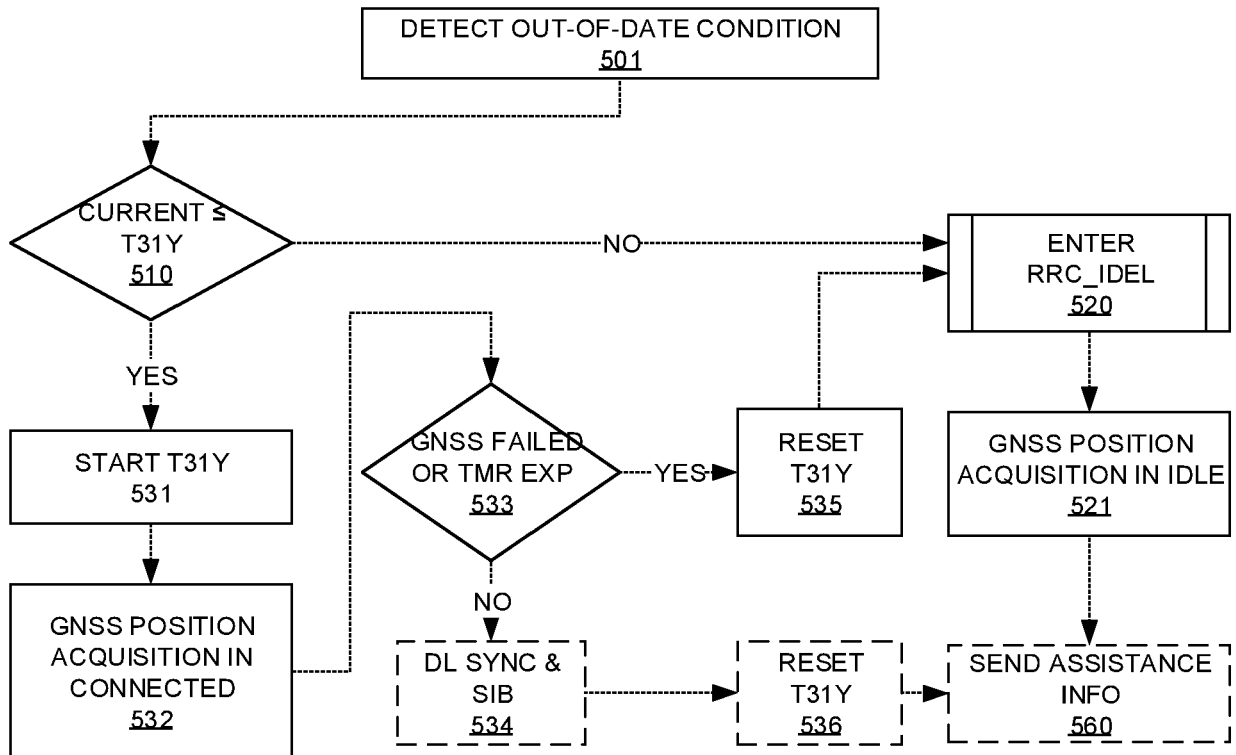 DETECT OUT-OF-DATE CONDITION
501
CURRENT ≤
T31Y
510
NO
ENTER
RRC_IDEL
520
YES
START T31Y
531
GNSS FAILED
OR TMR EXP
533
YES
RESET
T31Y
535
GNSS POSITION
ACQUISITION IN IDLE
521
GNSS POSITION
ACQUISITION IN
CONNECTED
532
NO
DL SYNC &
SIB
534
RESET
T31Y
536
SEND ASSISTANCE
INFO
560